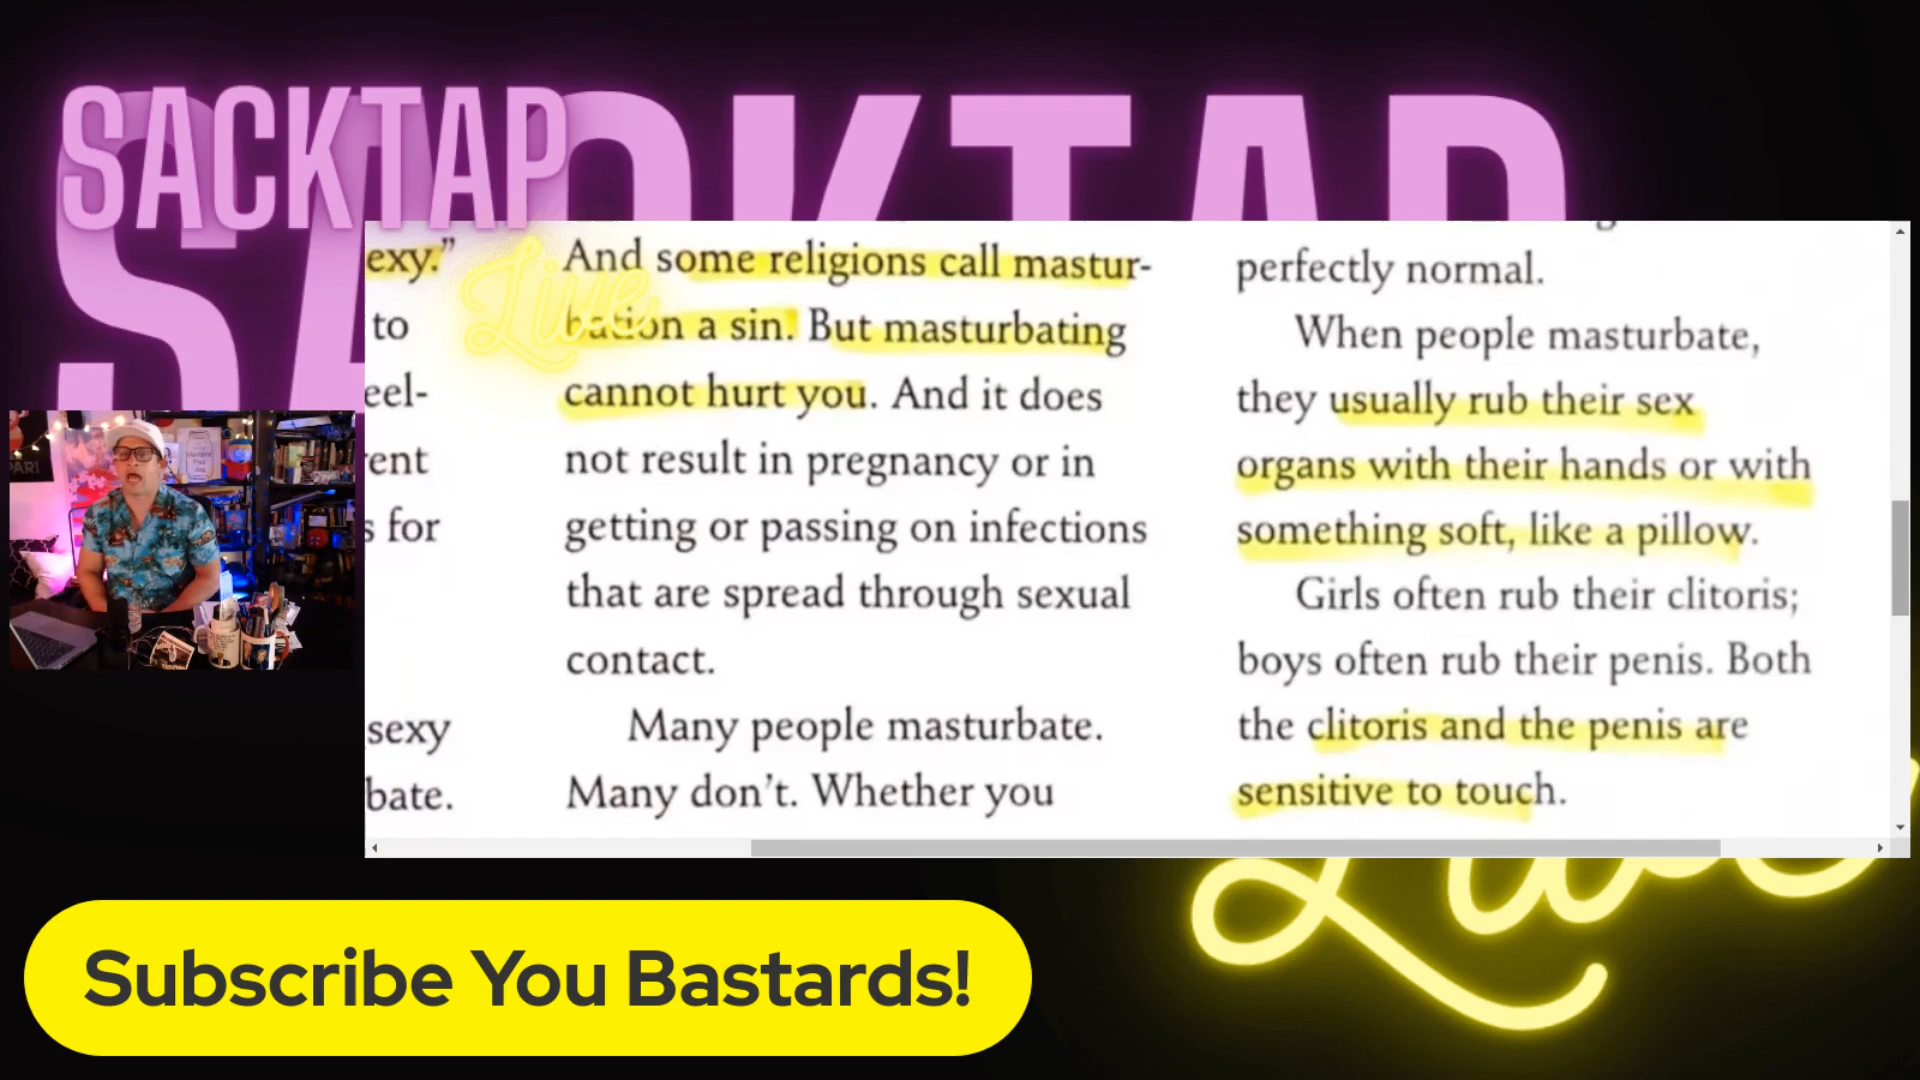 SACKTAP
SACKTAP
Live
exy.”
to
eel-
ent
s for
sexy
bate.
And some religions call mastur-
bation a sin. But masturbating
cannot hurt you. And it does
not result in pregnancy or in
getting or passing on infections
that are spread through sexual
contact.
Many people masturbate.
Many don’t. Whether you
perfectly normal.
When people masturbate,
they usually rub their sex
organs with their hands or with
something soft, like a pillow.
Girls often rub their clitoris;
boys often rub their penis. Both
the clitoris and the penis are
sensitive to touch.
Live
Subscribe You Bastards!